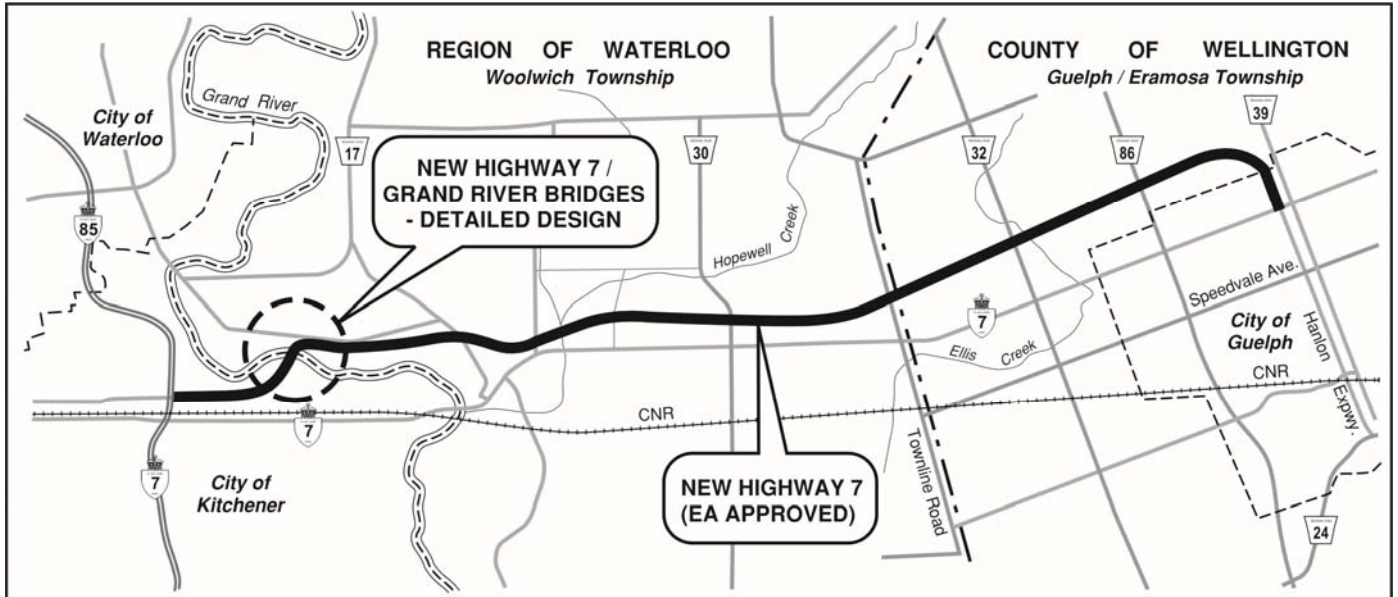 REGION OF WATERLOO
Woolwich Township
COUNTY OF WELLINGTON
Guelph / Eramosa Township
City of
Waterloo
Grand River
17
30
32
86
39
85
NEW HIGHWAY 7 /
GRAND RIVER BRIDGES
- DETAILED DESIGN
Hopewell
Creek
Speedvale Ave.
7
Ellis
Creek
City of
Guelph
Hanlon
Expwy.
CNR
7
CNR
7
City of
Kitchener
NEW HIGHWAY 7
(EA APPROVED)
Townline Road
24